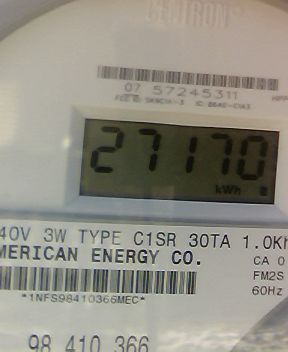 CENTRON
07 57245311
27170
kWh
40V 3W TYPE C1SR 30TA 1.0Kh
MERICAN ENERGY CO.
CA 0
FM2S
60Hz
*1NFS98410366MEC*
98 410 366